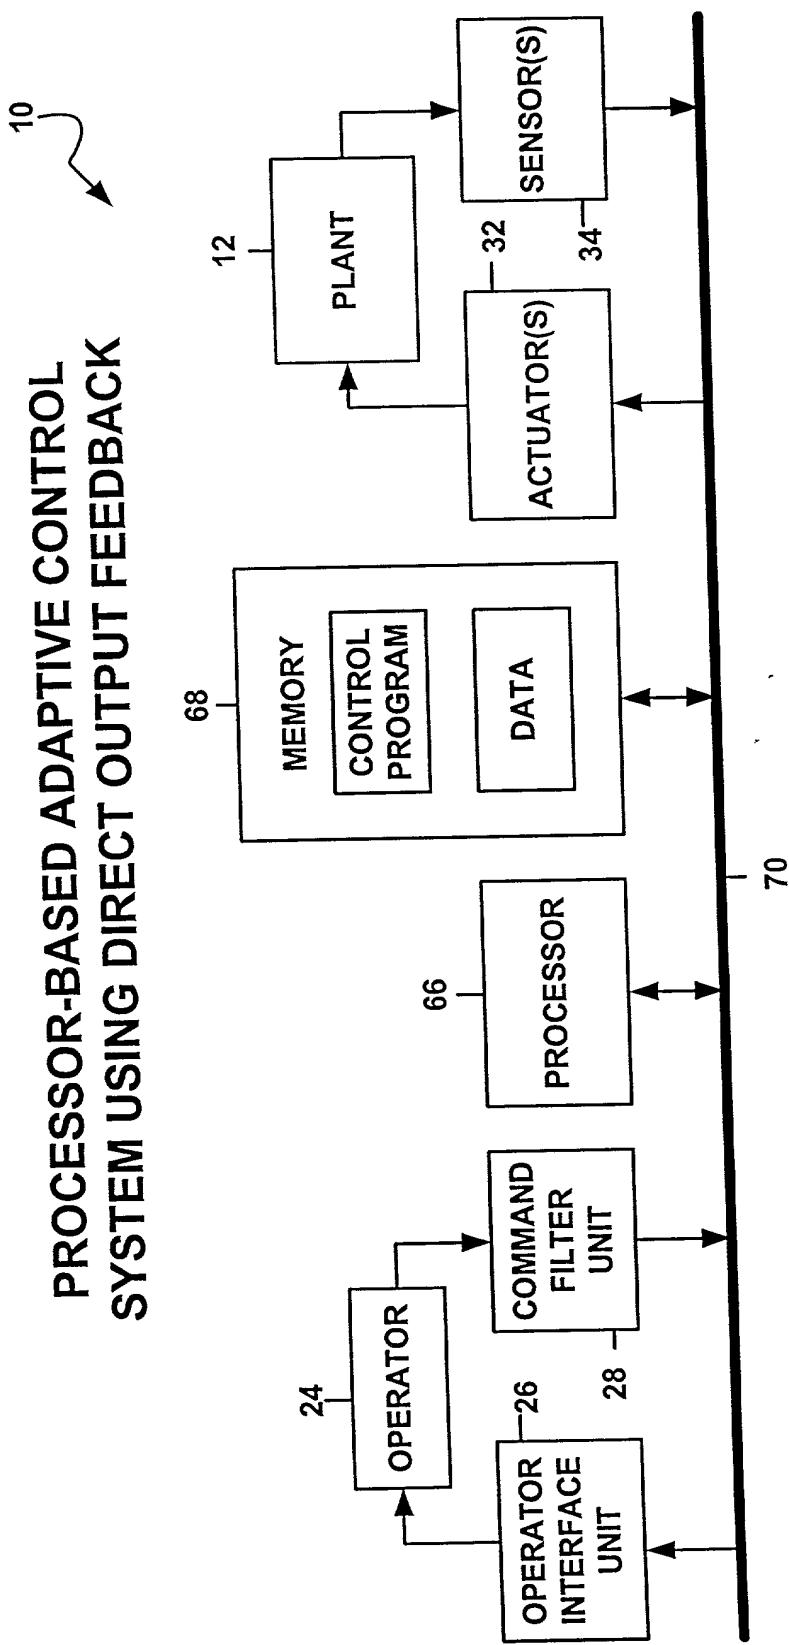 PROCESSOR-BASED ADAPTIVE CONTROL
SYSTEM USING DIRECT OUTPUT FEEDBACK
10
24
OPERATOR
OPERATOR
INTERFACE
UNIT
26
COMMAND
FILTER
UNIT
28
66
PROCESSOR
68
MEMORY
CONTROL
PROGRAM
DATA
12
PLANT
ACTUATOR(S)
32
SENSOR(S)
34
70